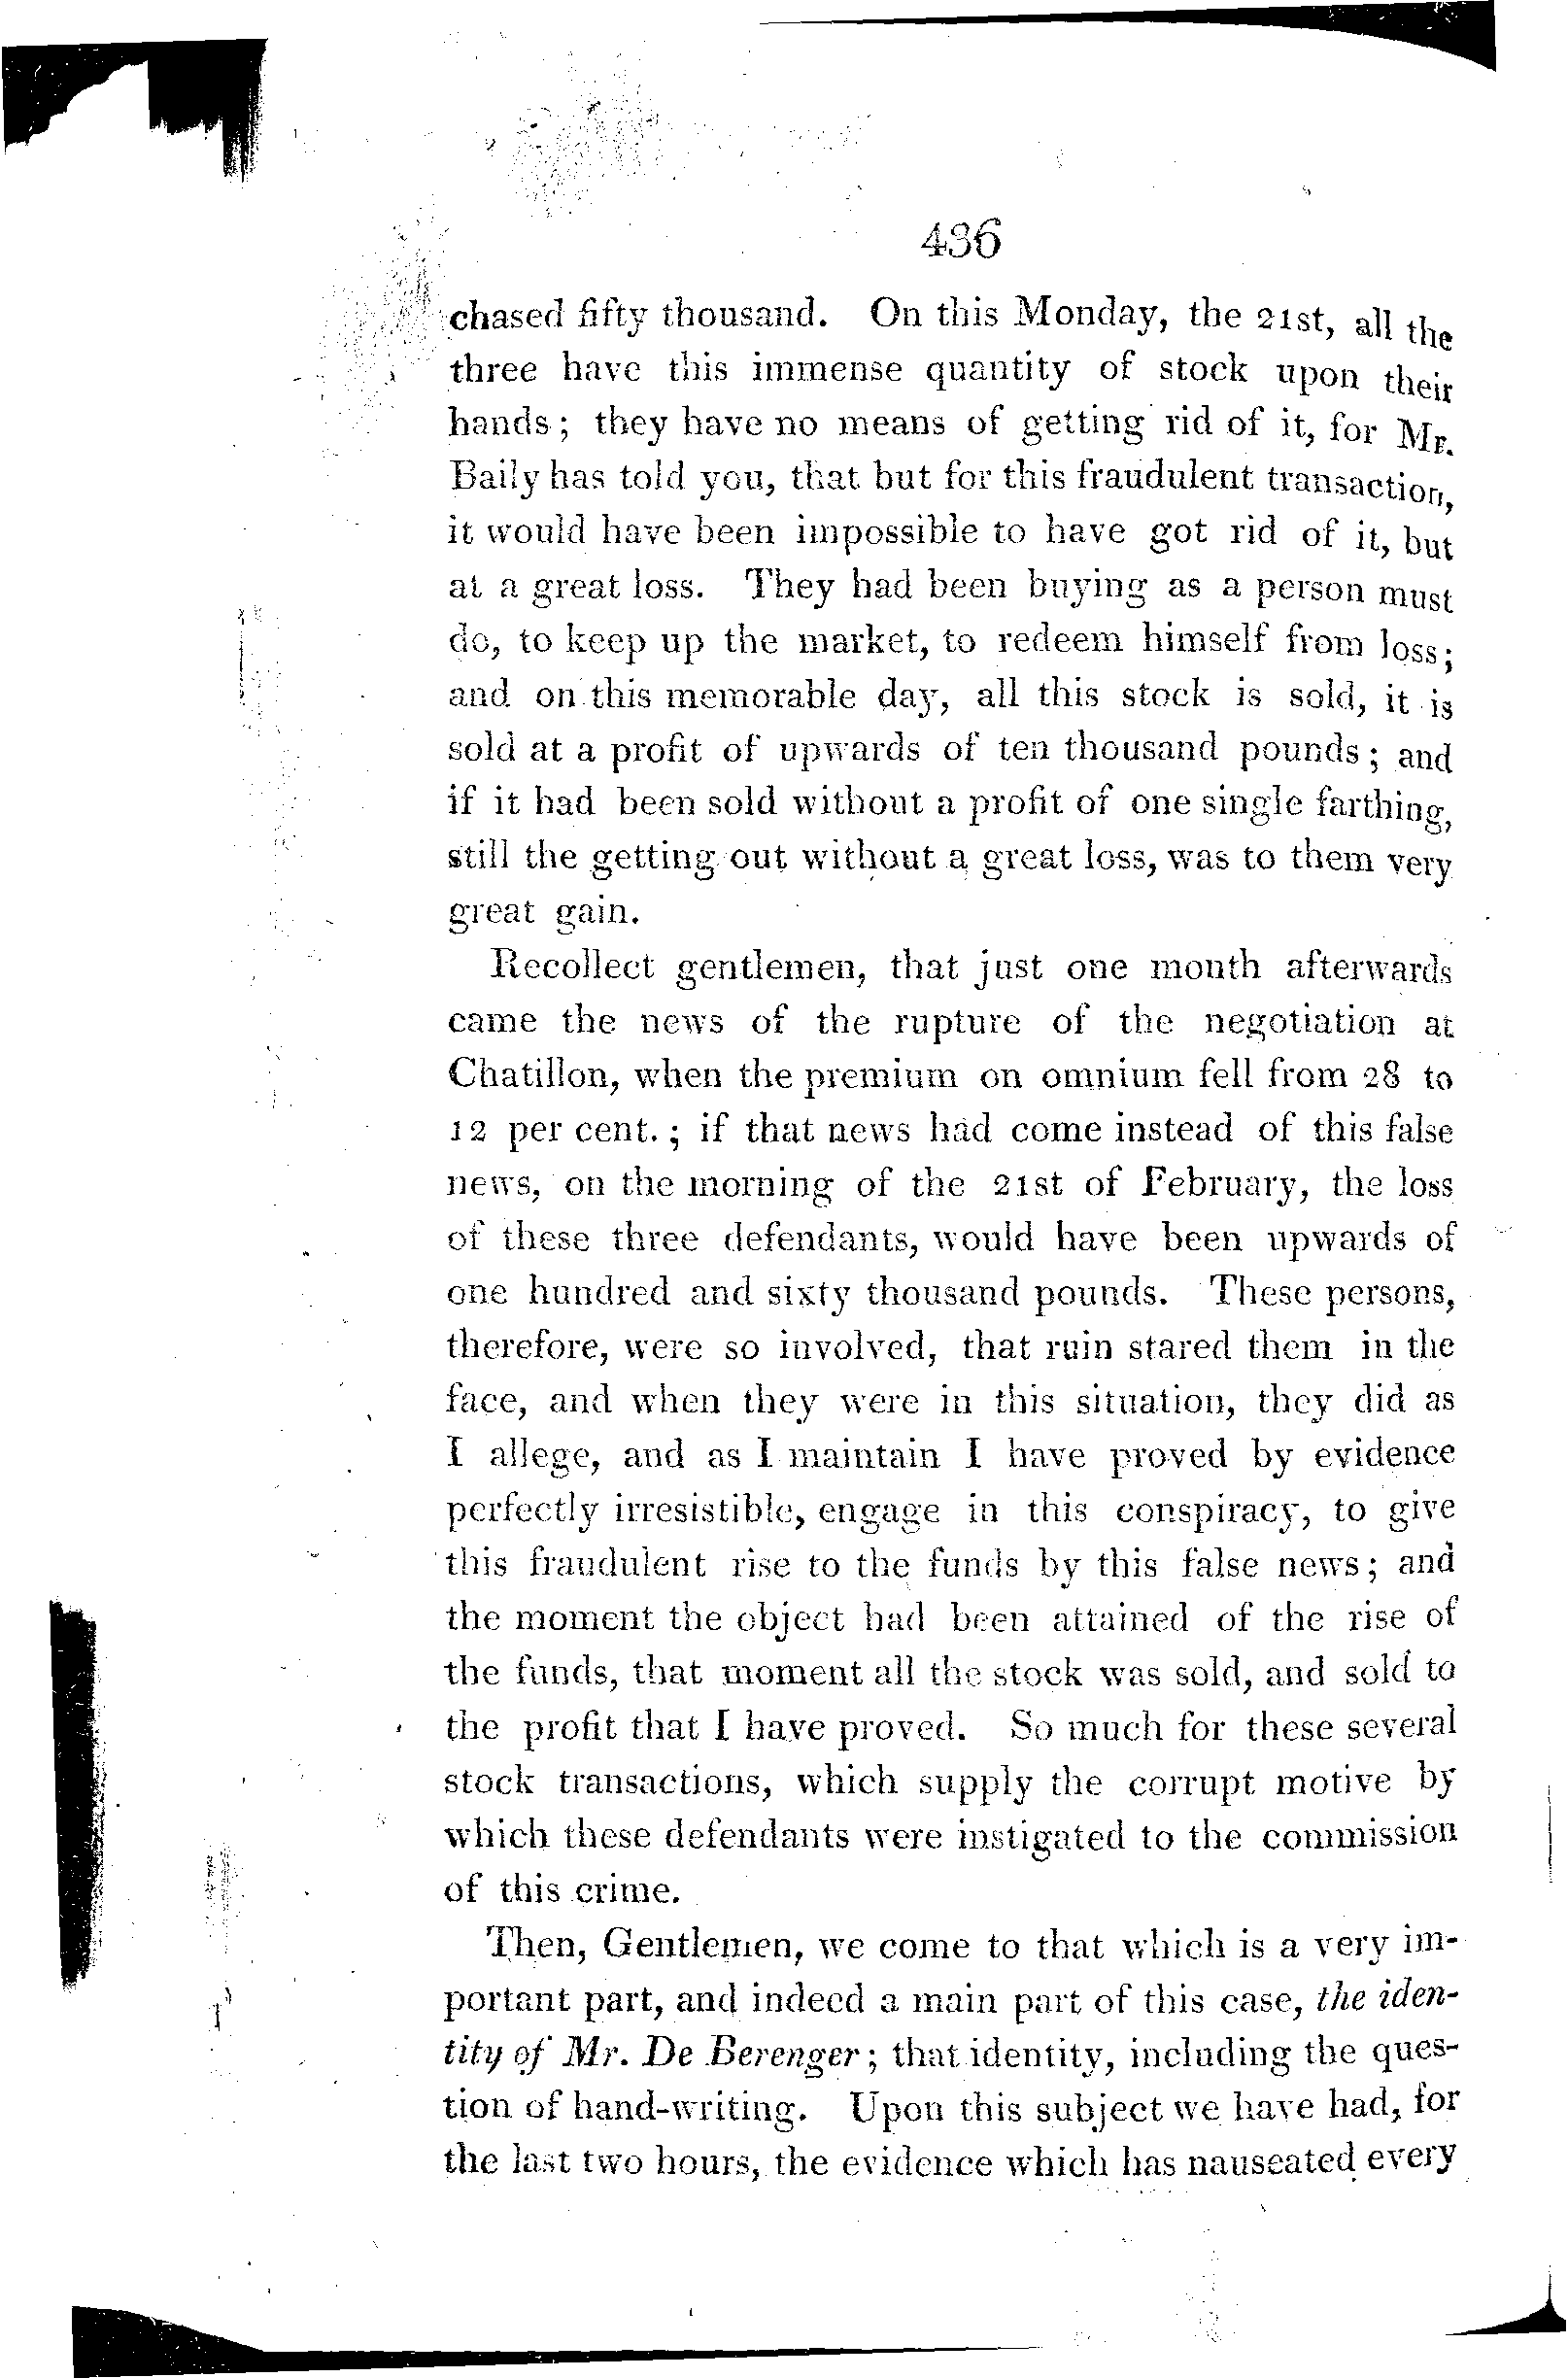 436
chased fifty thousand. On this Monday, the 21st, all the
three have this immense quantity of stock upon their
hands; they have no means of getting rid of it, for Mr.
Baily has told you, that but for this fraudulent transaction,
it would have been impossible to have got rid of it, but
at a great loss. They had been buying as a person must
do, to keep up the market, to redeem himself from loss;
and on this memorable day, all this stock is sold, it is
sold at a profit of upwards of ten thousand pounds; and
if it had been sold without a profit of one single farthing,
still the getting out without a great loss, was to them very
great gain.
Recollect gentlemen, that just one month afterwards
came the news of the rupture of the negotiation at
Chatillon, when the premium on omnium fell from 28 to
12 per cent.; if that news had come instead of this false
news, on the morning of the 21st of February, the loss
of these three defendants, would have been upwards of
one hundred and sixty thousand pounds. These persons,
therefore, were so involved, that ruin stared them in the
face, and when they were in this situation, they did as
I allege, and as I maintain I have proved by evidence
perfectly irresistible, engage in this conspiracy, to give
this fraudulent rise to the funds by this false news; and
the moment the object had been attained of the rise of
the funds, that moment all the stock was sold, and sold to
the profit that I have proved. So much for these several
stock transactions, which supply the corrupt motive by
which these defendants were instigated to the commission
of this crime.
Then, Gentlemen, we come to that which is a very im-
portant part, and indeed a main part of this case, the iden-
tity of Mr. De Berenger; that identity, including the ques-
tion of hand-writing. Upon this subject we have had, for
the last two hours, the evidence which has nauseated every